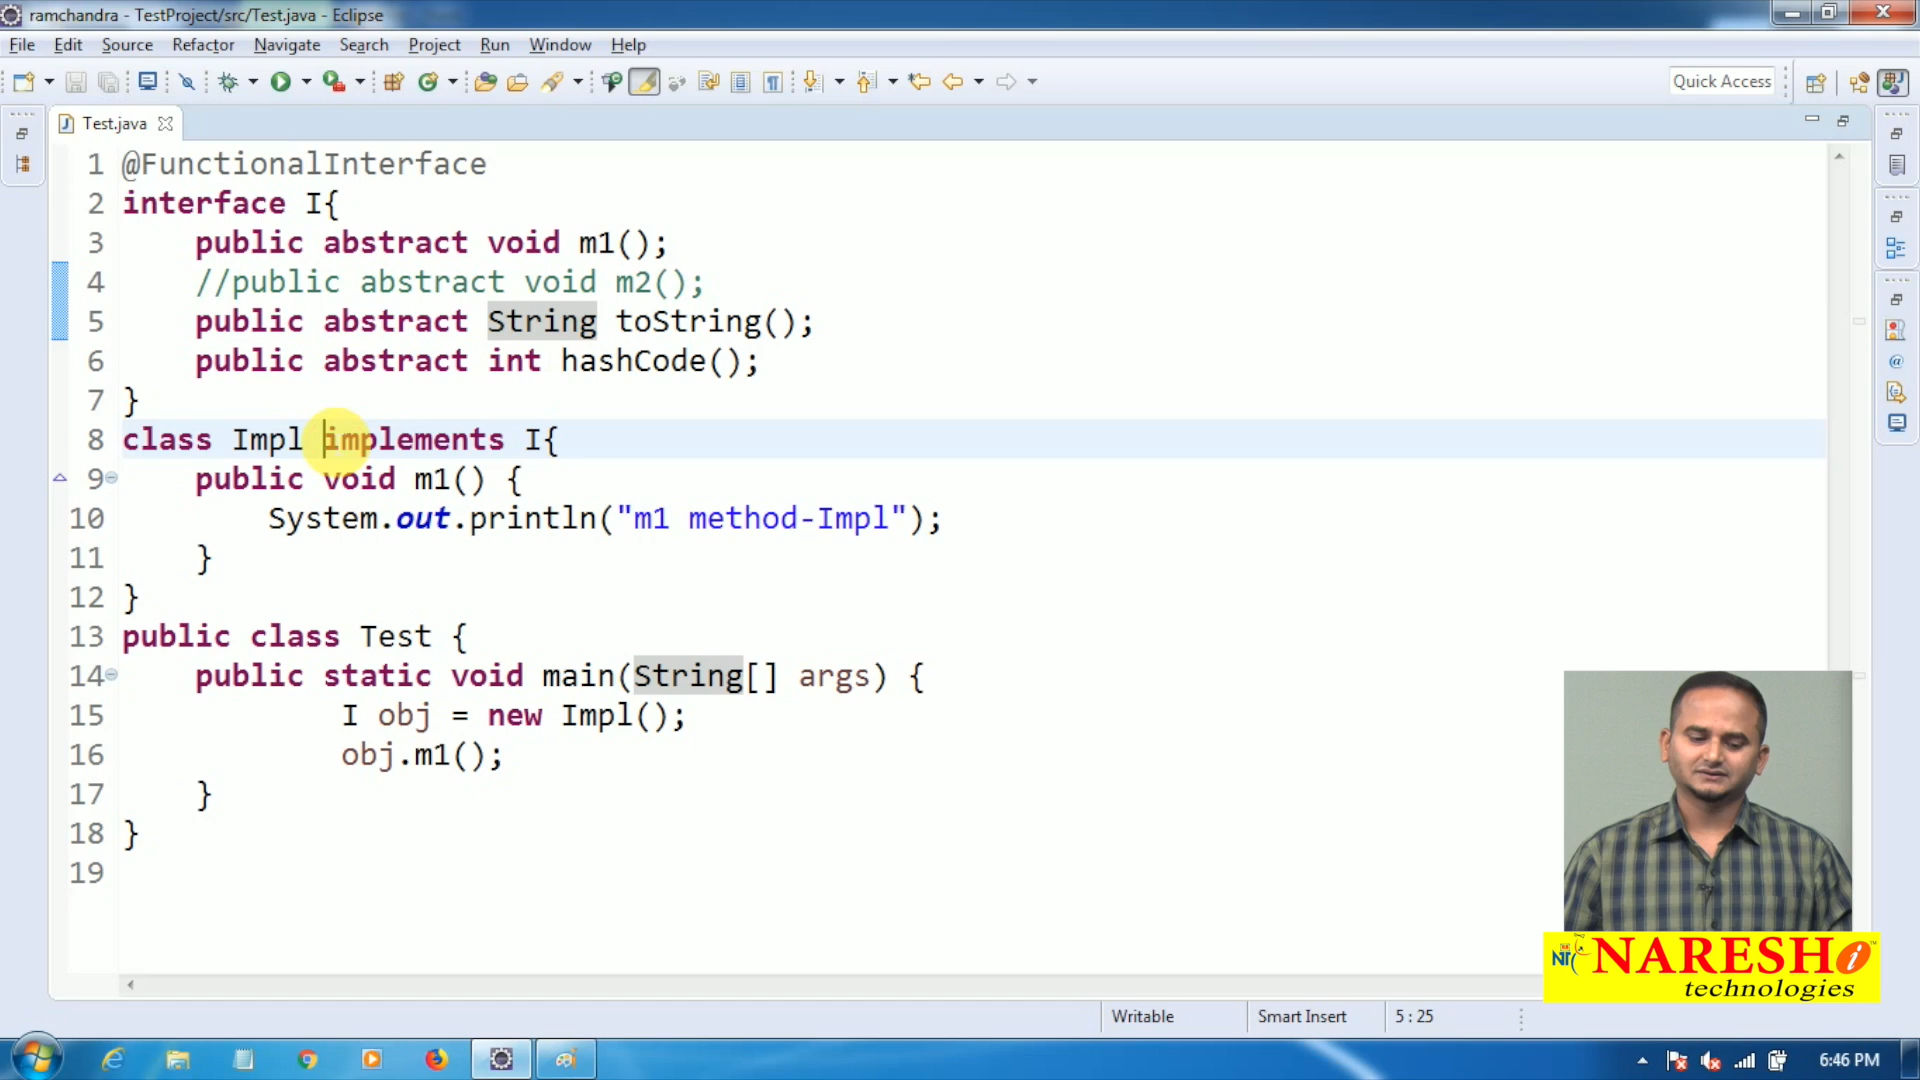 ramchandra - TestProject/src/Test.java - Eclipse
File Edit Source Refactor Navigate Search Project Run Window Help
Quick Access
Test.java
1 @FunctionalInterface
2 interface I{
3 public abstract void m1();
4 //public abstract void m2();
5 public abstract String toString();
6 public abstract int hashCode();
7 }
8 class Impl implements I{
9 public void m1() {
10 System.out.println("m1 method-Impl");
11 }
12 }
13 public class Test {
14 public static void main(String[] args) {
15 I obj = new Impl();
16 obj.m1();
17 }
18 }
19
NARESH i
technologies
Writable Smart Insert 5 : 25
6:46 PM